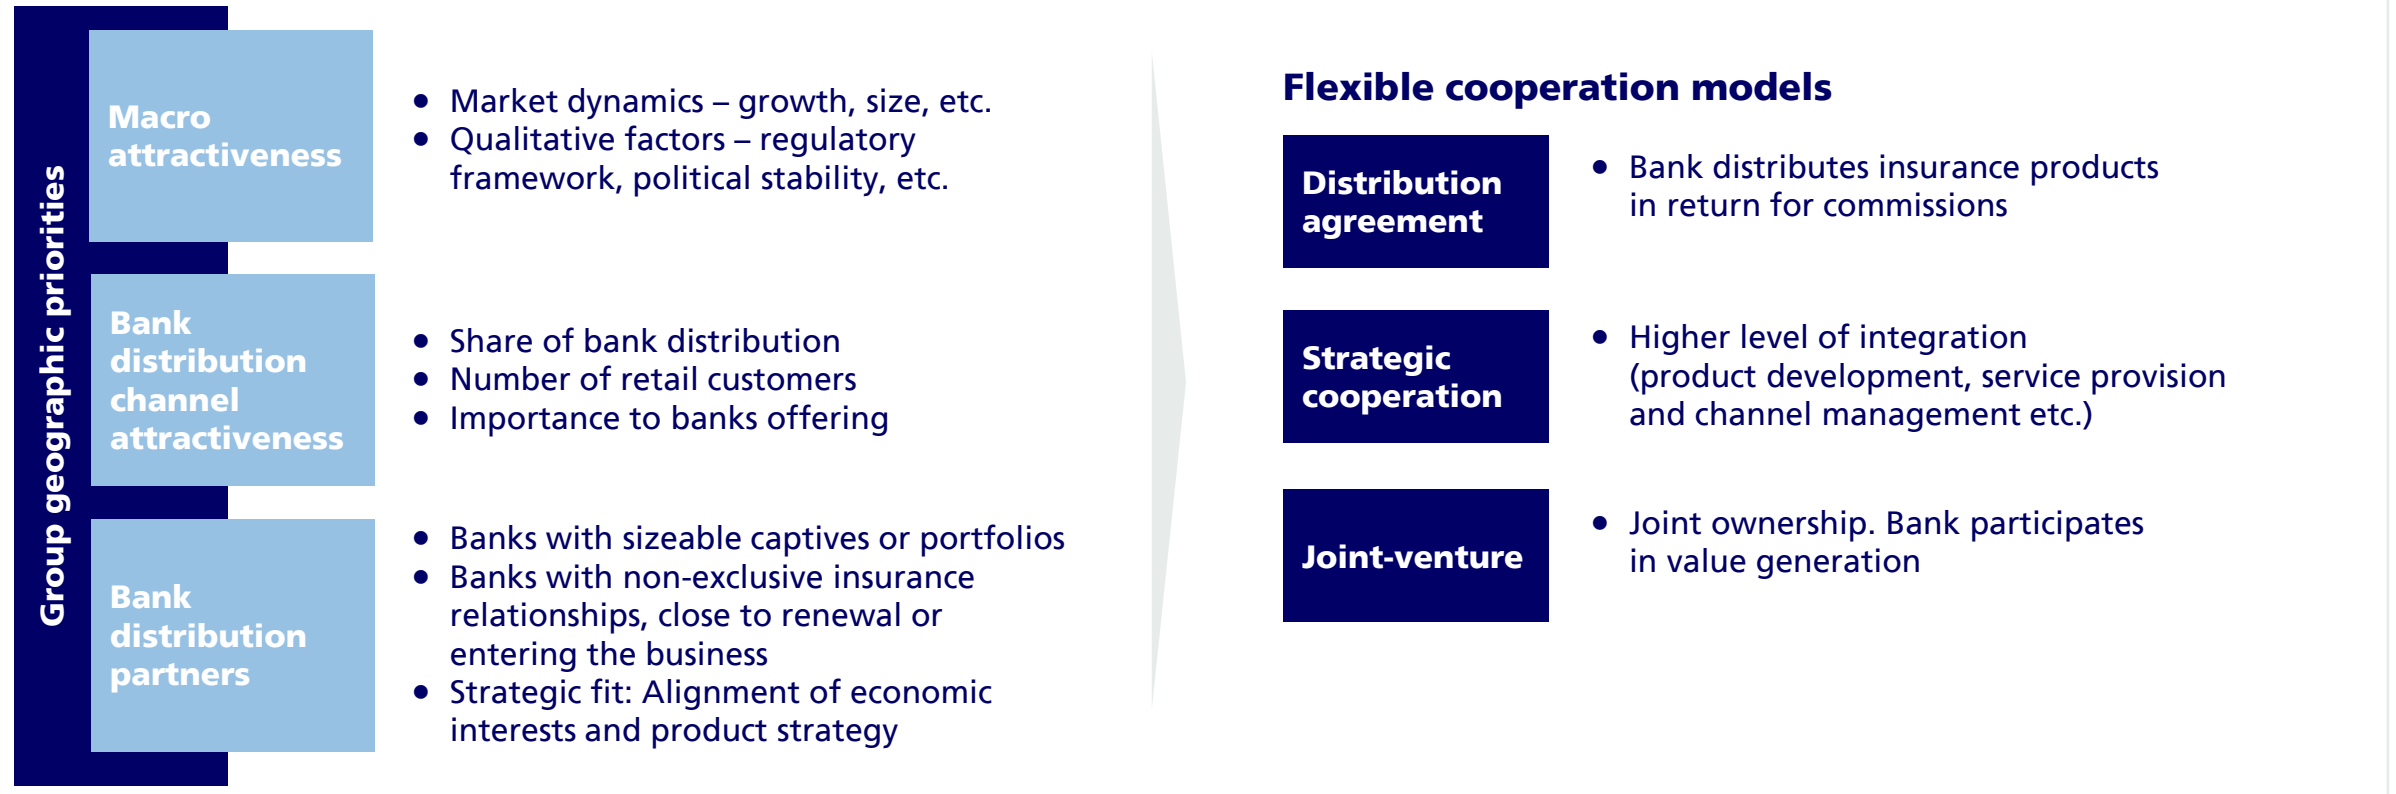 Group geographic priorities
Macro
attractiveness
• Market dynamics – growth, size, etc.
• Qualitative factors – regulatory
framework, political stability, etc.
Bank
distribution
channel
attractiveness
• Share of bank distribution
• Number of retail customers
• Importance to banks offering
Bank
distribution
partners
• Banks with sizeable captives or portfolios
• Banks with non-exclusive insurance
relationships, close to renewal or
entering the business
• Strategic fit: Alignment of economic
interests and product strategy
Flexible cooperation models
Distribution
agreement
• Bank distributes insurance products
in return for commissions
Strategic
cooperation
• Higher level of integration
(product development, service provision
and channel management etc.)
Joint-venture
• Joint ownership. Bank participates
in value generation